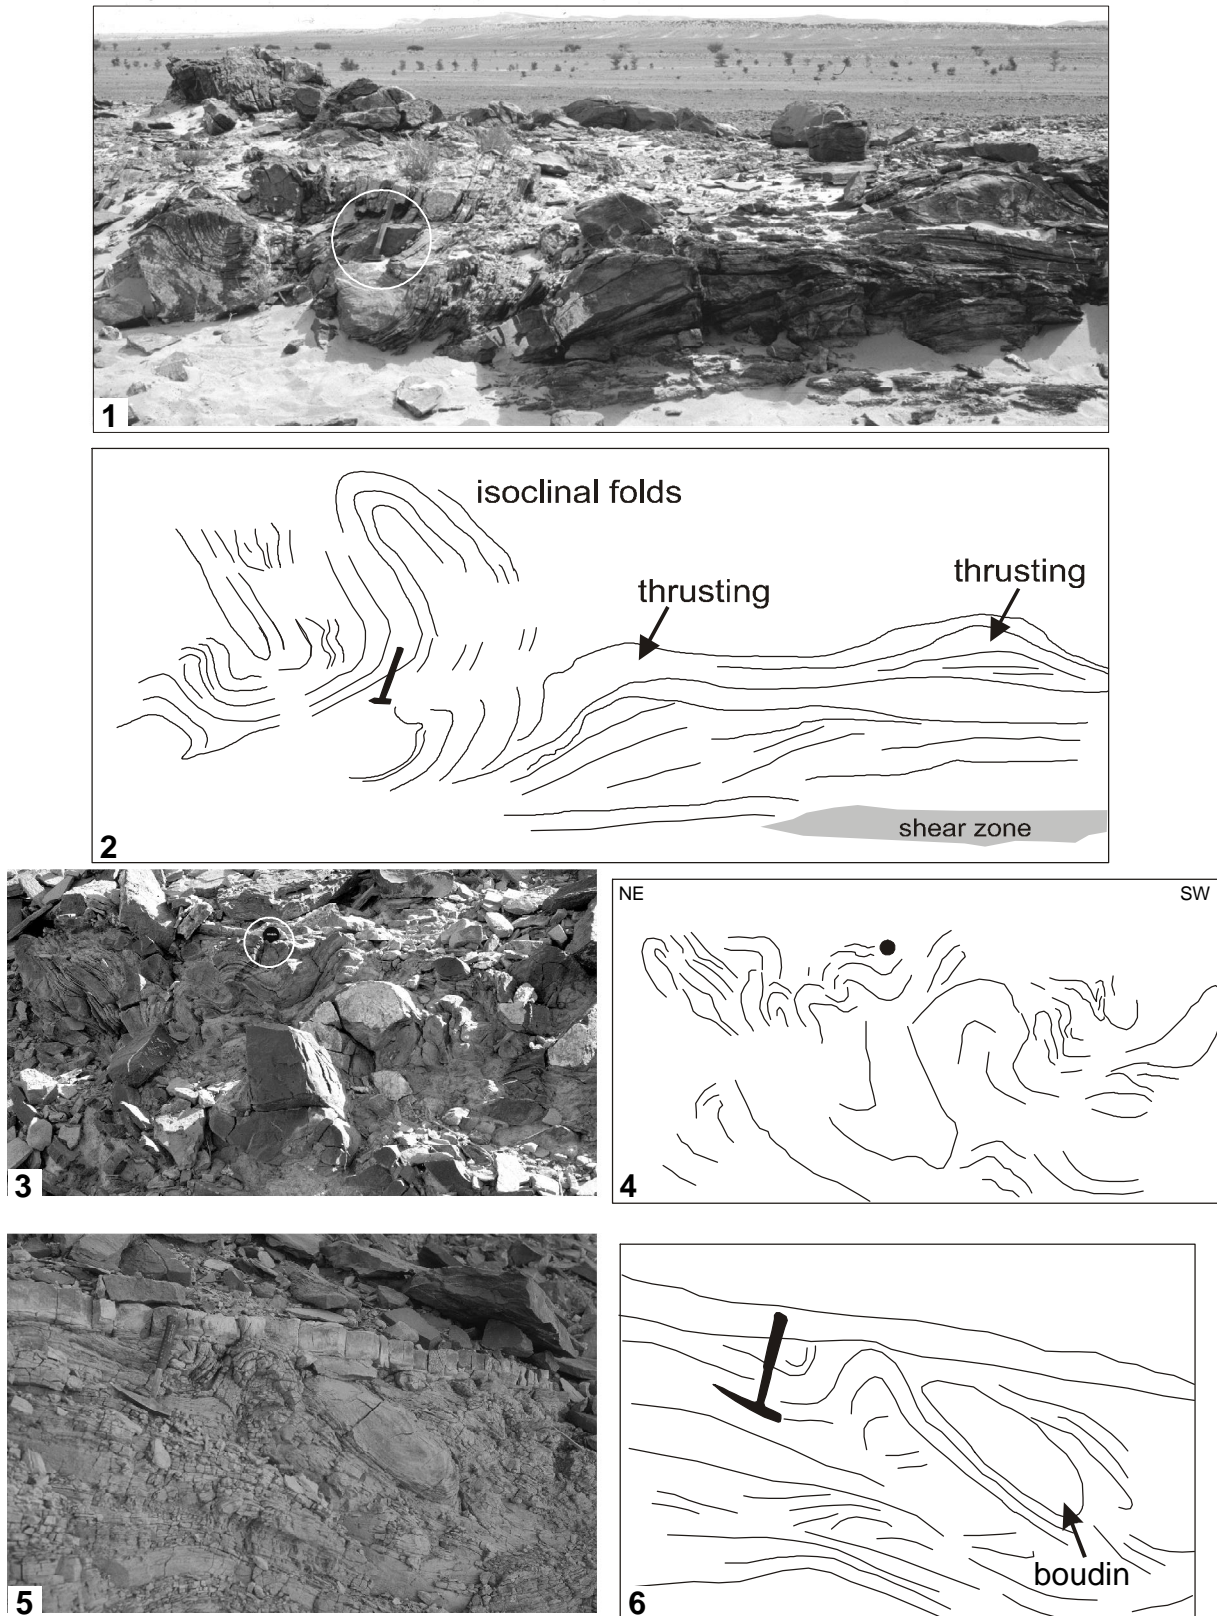 1
isoclinal folds
thrusting
thrusting
shear zone
2
NE
SW
3
4
boudin
5
6